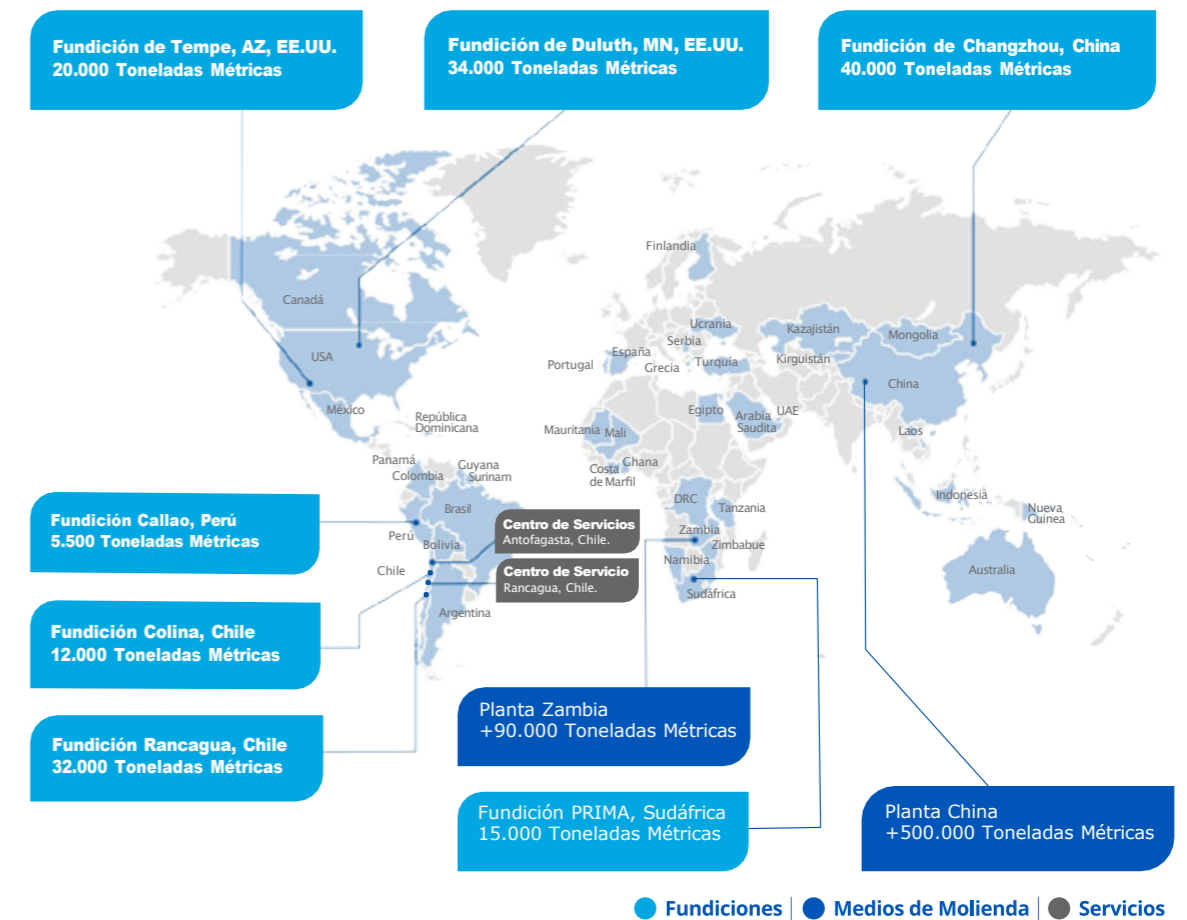 Fundición de Tempe, AZ, EE.UU.
20.000 Toneladas Métricas
Fundición de Duluth, MN, EE.UU.
34.000 Toneladas Métricas
Fundición de Changzhou, China
40.000 Toneladas Métricas
Finlandia
Canadá
Ucrania
Kazajistán
Mongolia
Serbia
USA
España
Kirguistán
Portugal
Grecia
Turquía
China
México
República
Dominicana
Egipto
Arabia
Saudita
UAE
Mauritania
Mali
Laos
Panamá
Colombia
Guyana
Surinam
Costa
de Marfil
Ghana
DRC
Tanzania
Indonesia
Nueva
Guinea
Brasil
Fundición Callao, Perú
5.500 Toneladas Métricas
Perú
Bolivia
Centro de Servicios
Antofagasta, Chile.
Zambia
Zimbabue
Namibia
Chile
Centro de Servicio
Rancagua, Chile.
Australia
Sudáfrica
Argentina
Fundición Colina, Chile
12.000 Toneladas Métricas
Fundición Rancagua, Chile
32.000 Toneladas Métricas
Planta Zambia
+90.000 Toneladas Métricas
Fundición PRIMA, Sudáfrica
15.000 Toneladas Métricas
Planta China
+500.000 Toneladas Métricas
Fundiciones
Medios de Molienda
Servicios